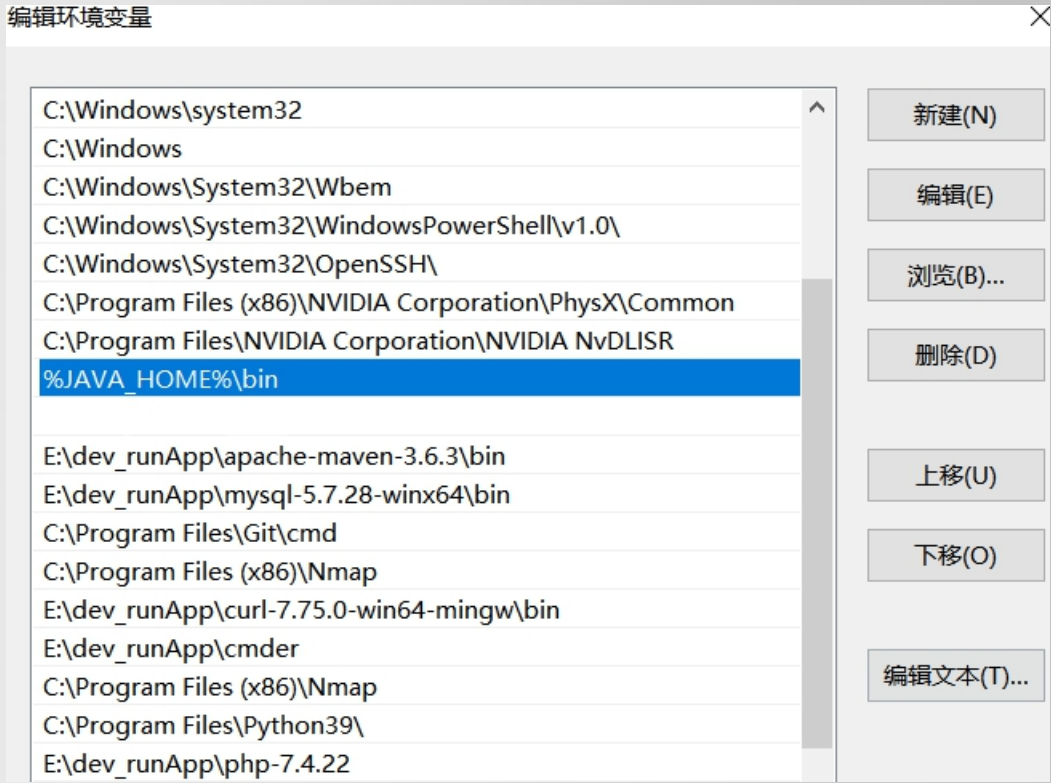 编辑环境变量
C:\Windows\system32
C:\Windows
C:\Windows\System32\Wbem
C:\Windows\System32\WindowsPowerShell\v1.0\
C:\Windows\System32\OpenSSH\
C:\Program Files (x86)\NVIDIA Corporation\PhysX\Common
C:\Program Files\NVIDIA Corporation\NVIDIA NvDLISR
%JAVA_HOME%\bin
E:\dev_runApp\apache-maven-3.6.3\bin
E:\dev_runApp\mysql-5.7.28-winx64\bin
C:\Program Files\Git\cmd
C:\Program Files (x86)\Nmap
E:\dev_runApp\curl-7.75.0-win64-mingw\bin
E:\dev_runApp\cmder
C:\Program Files (x86)\Nmap
C:\Program Files\Python39\
E:\dev_runApp\php-7.4.22
新建(N)
编辑(E)
浏览(B)...
删除(D)
上移(U)
下移(O)
编辑文本(T)...